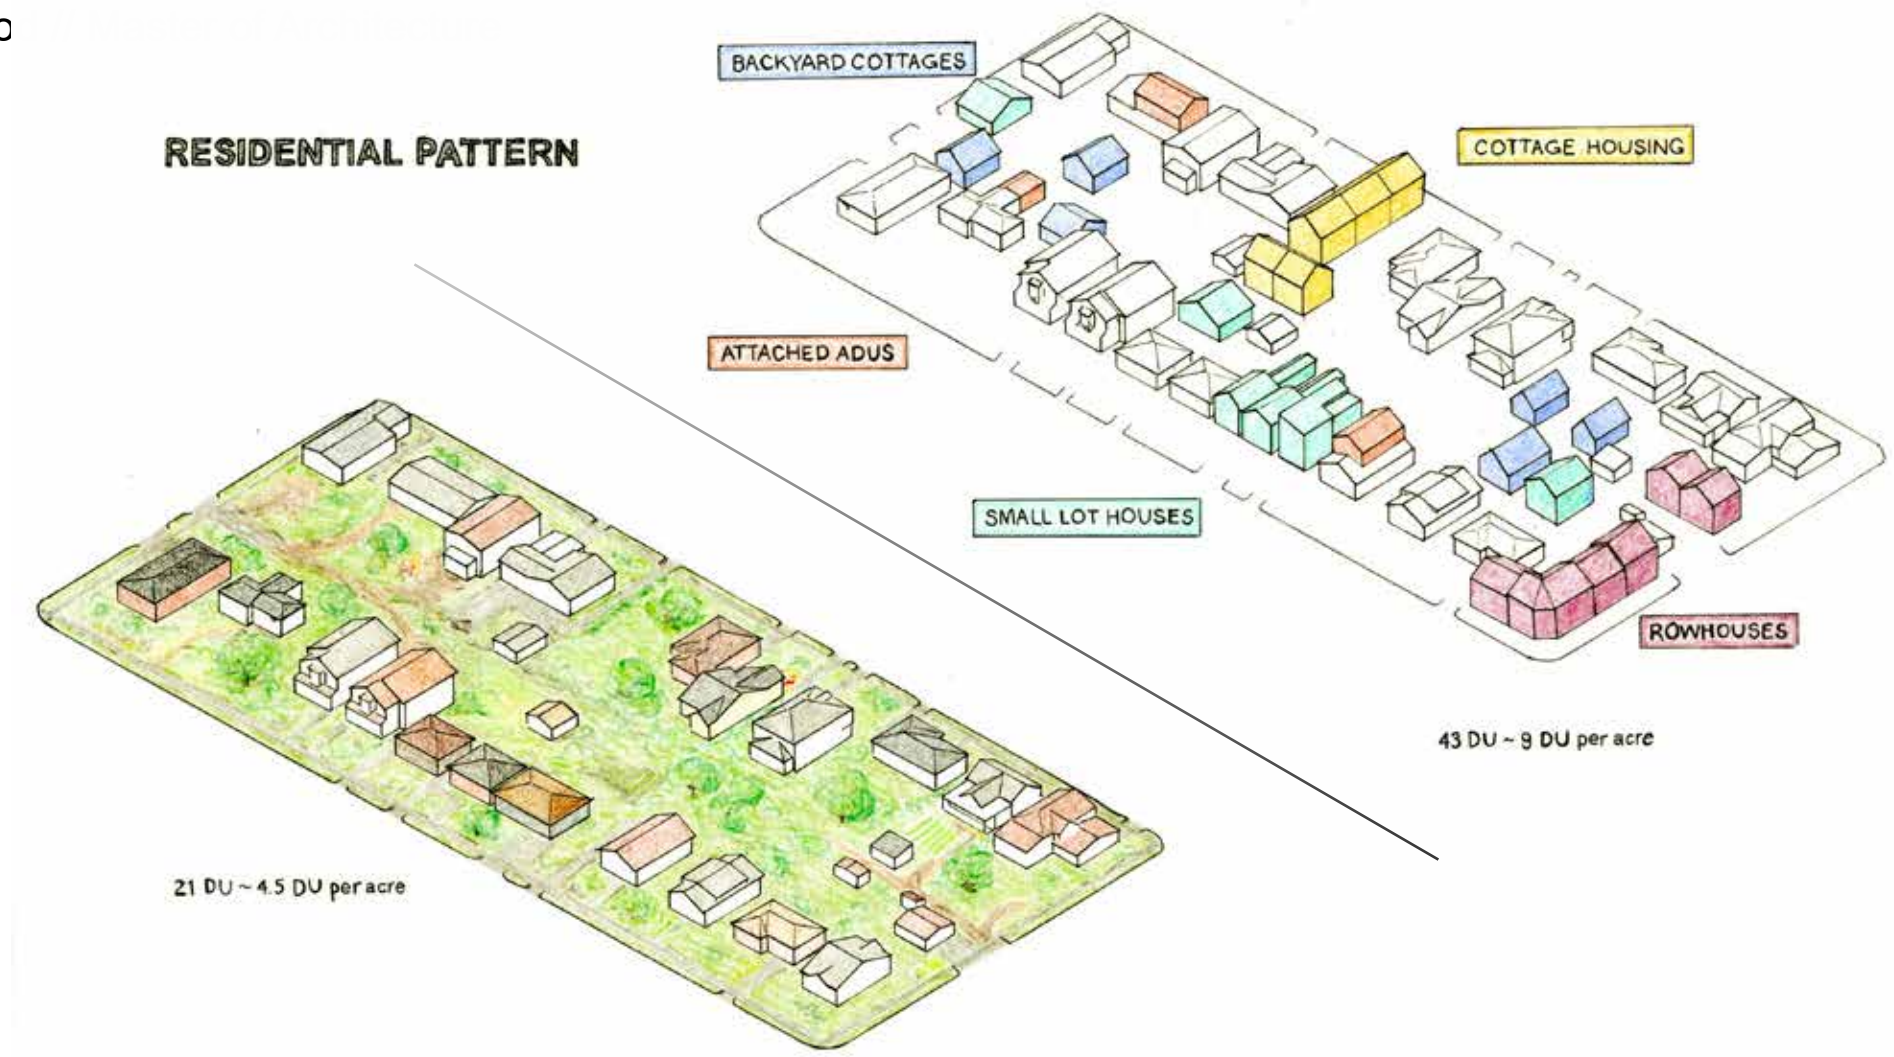 BACKYARD COTTAGES
RESIDENTIAL PATTERN
COTTAGE HOUSING
ATTACHED ADUS
SMALL LOT HOUSES
ROWHOUSES
43 DU ~ 9 DU per acre
21 DU ~ 4.5 DU per acre